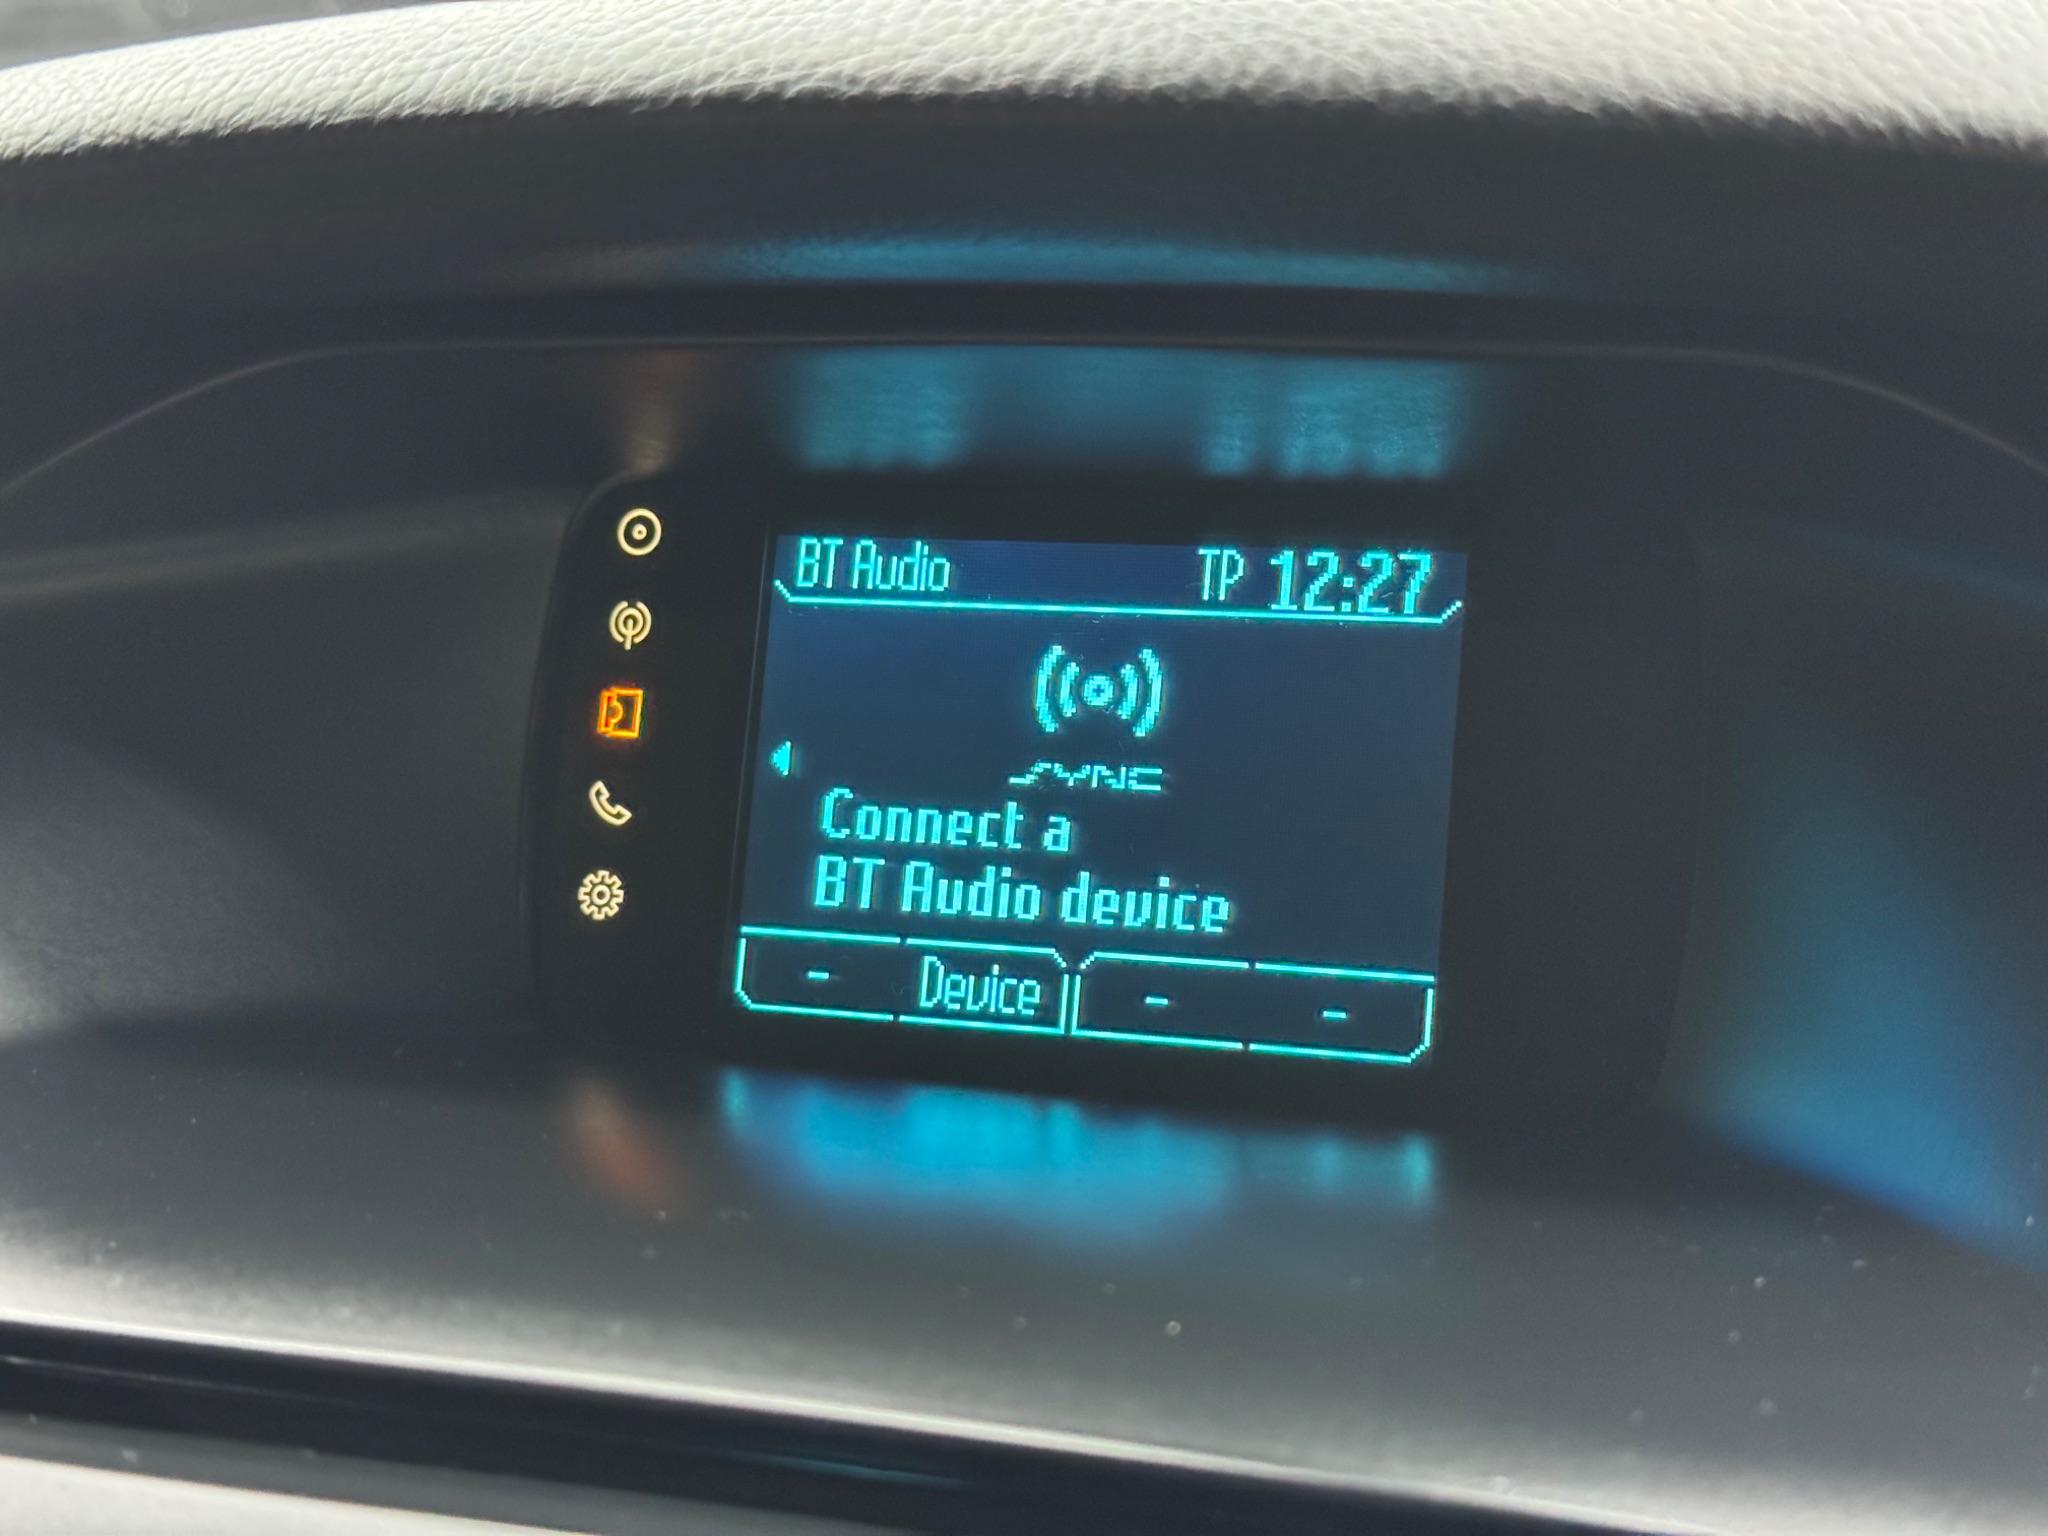 BT Audio TP 12:27
SYNC
Connect a
BT Audio device
- Device - -